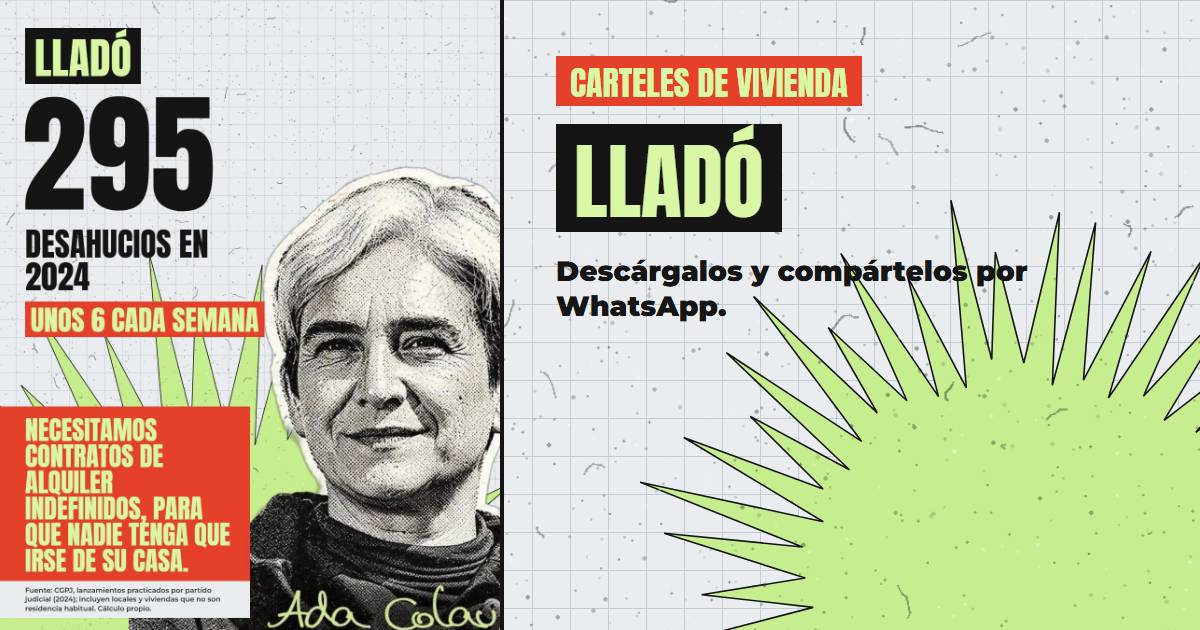 LLADÓ
295
DESAHUCIOS EN
2024
UNOS 6 CADA SEMANA
NECESITAMOS
CONTRATOS DE
ALQUILER
INDEFINIDOS, PARA
QUE NADIE TENGA QUE
IRSE DE SU CASA.
Fuente: CGPJ, lanzamientos practicados por partido
judicial (2024); incluyen locales y viviendas que no son
residencia habitual. Cálculo propio.
Ada Colau
CARTELES DE VIVIENDA
LLADÓ
Descárgalos y compártelos por
WhatsApp.